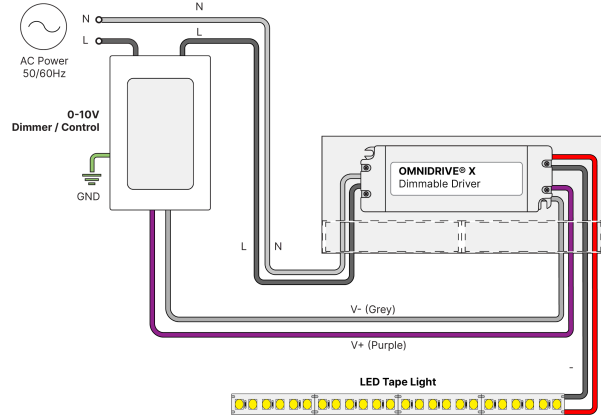 N
N
L
L
AC Power
50/60Hz
0-10V
Dimmer / Control
GND
OMNIDRIVE® X
Dimmable Driver
L
N
V- (Grey)
V+ (Purple)
-
LED Tape Light